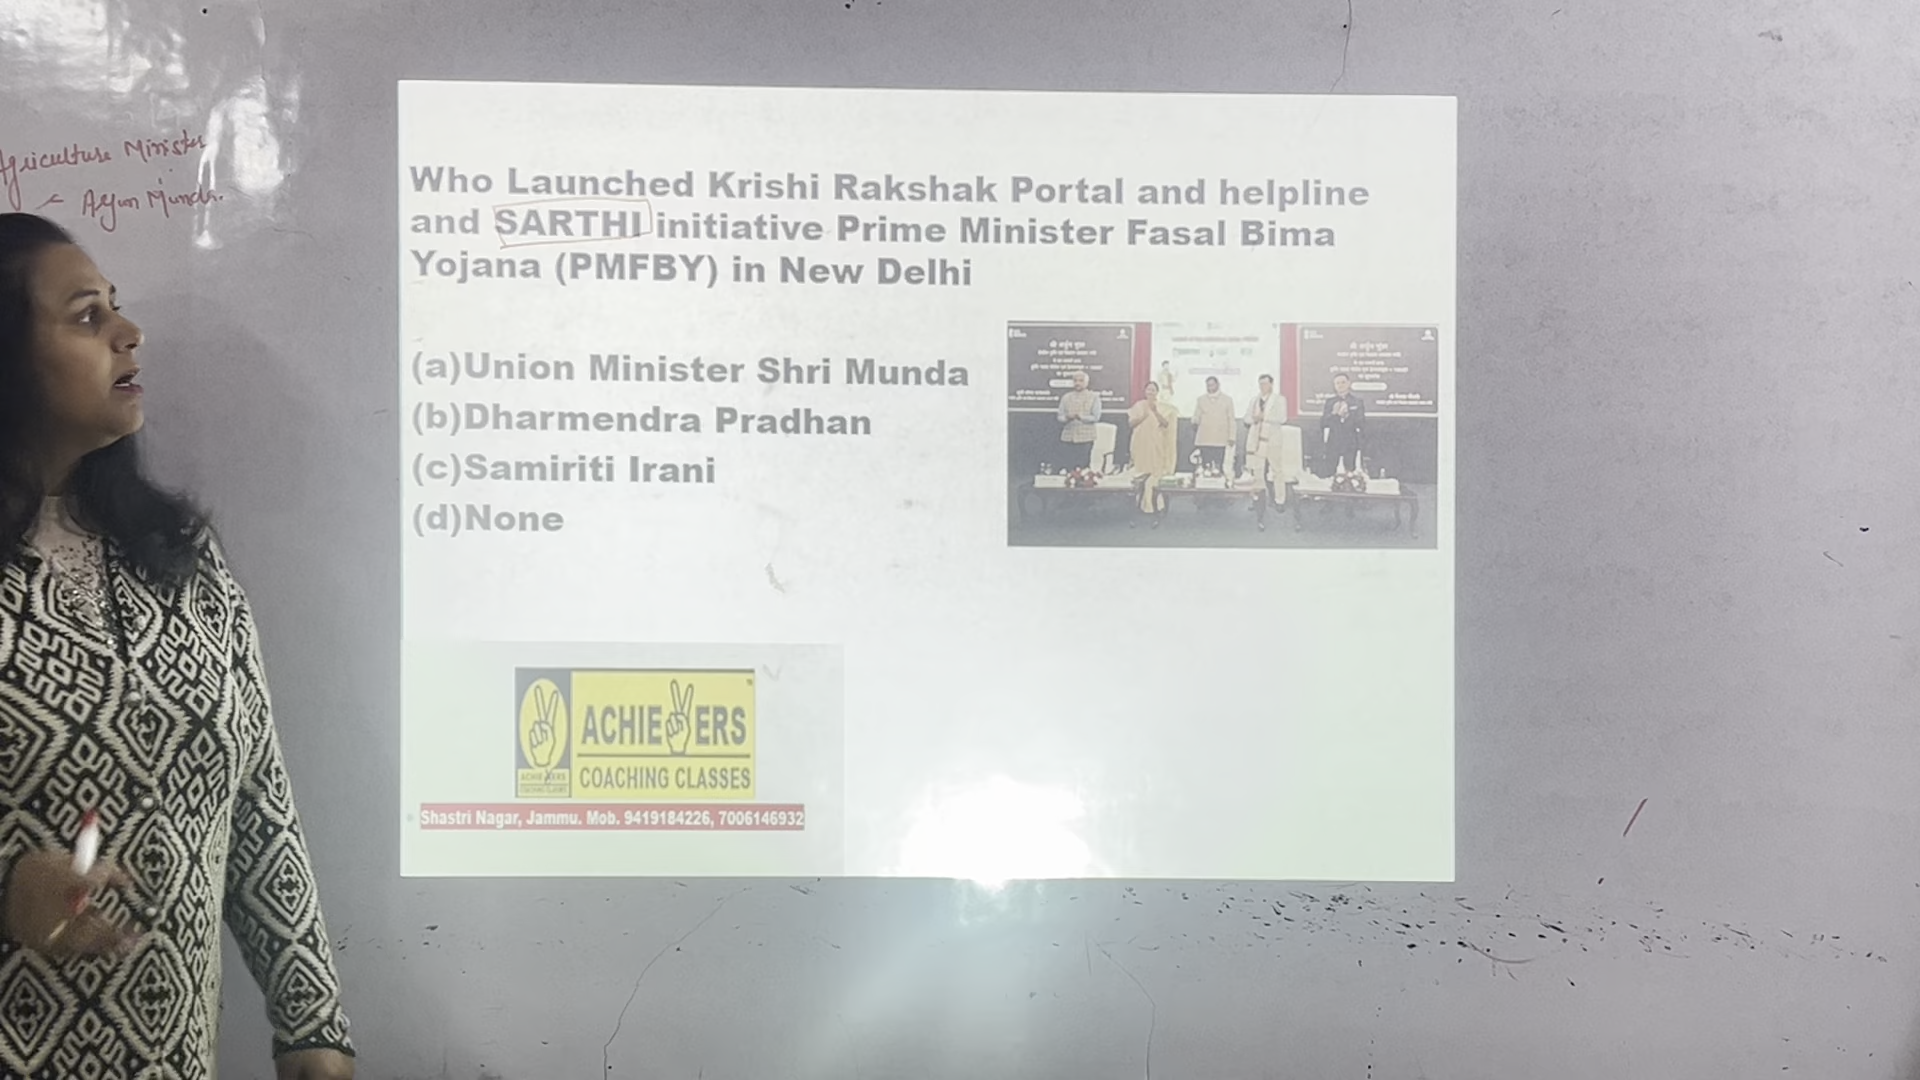 Agriculture Minister
Arjun Munda.
Who Launched Krishi Rakshak Portal and helpline
and SARTHI initiative Prime Minister Fasal Bima
Yojana (PMFBY) in New Delhi
(a)Union Minister Shri Munda
(b)Dharmendra Pradhan
(c)Samiriti Irani
(d)None
ACHIEVERS
COACHING CLASSES
Shastri Nagar, Jammu. Mob. 9419184226, 7006146932